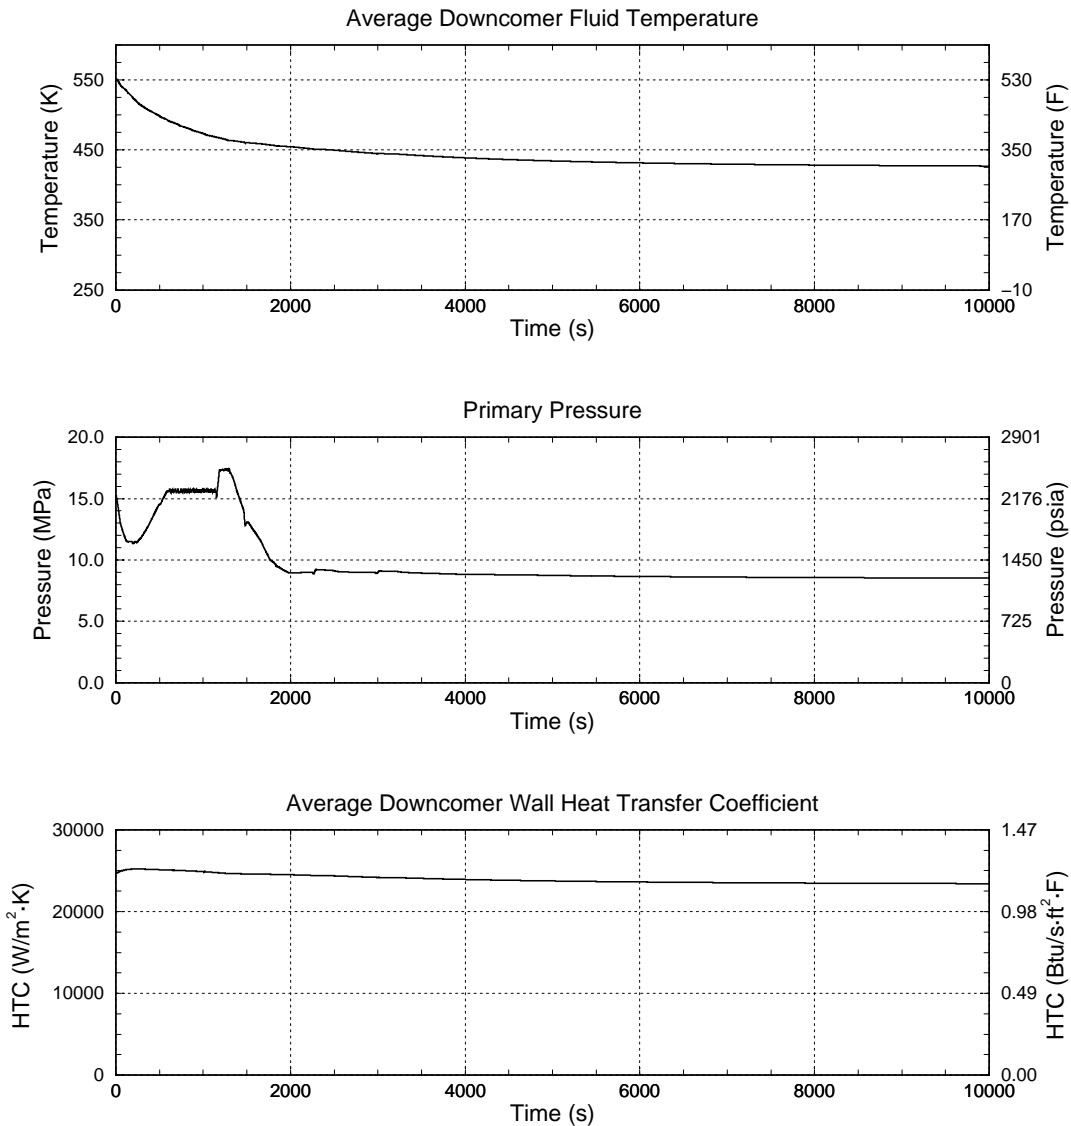 Average Downcomer Fluid Temperature
550
450
350
250
Temperature (K)
530
350
170
−10
Temperature (F)
0 2000 4000 6000 8000 10000
Time (s)
Primary Pressure
20.0
15.0
10.0
5.0
0.0
Pressure (MPa)
2901
2176
1450
725
0
Pressure (psia)
0 2000 4000 6000 8000 10000
Time (s)
Average Downcomer Wall Heat Transfer Coefficient
30000
20000
10000
0
HTC (W/m²·K)
1.47
0.98
0.49
0.00
HTC (Btu/s·ft²·F)
0 2000 4000 6000 8000 10000
Time (s)